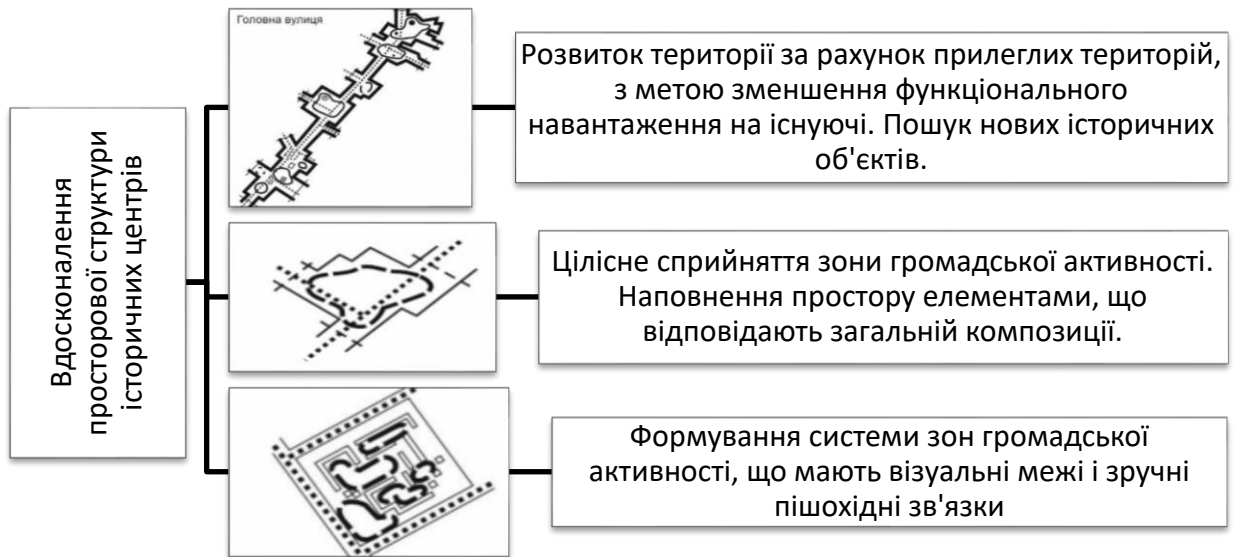 Вдосконалення
просторової структури
історичних центрів
Головна вулиця
Розвиток території за рахунок прилеглих територій,
з метою зменшення функціонального
навантаження на існуючі. Пошук нових історичних
об'єктів.
Цілісне сприйняття зони громадської активності.
Наповнення простору елементами, що
відповідають загальній композиції.
Формування системи зон громадської
активності, що мають візуальні межі і зручні
пішохідні зв'язки